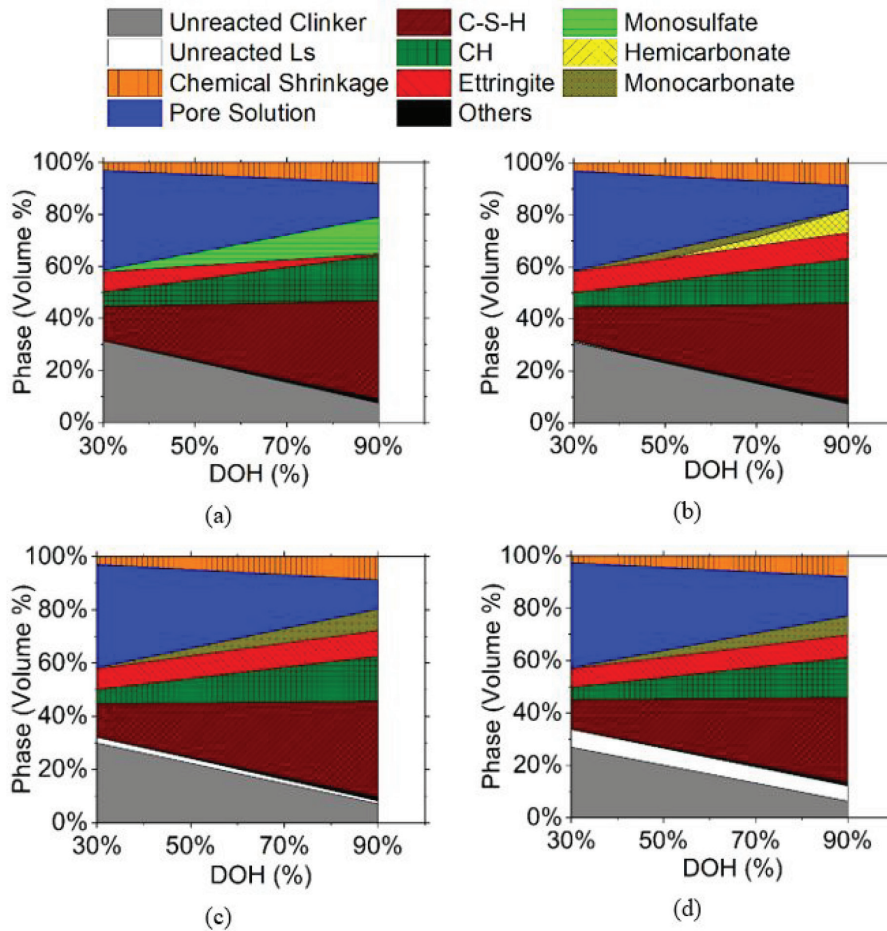 Unreacted Clinker C-S-H Monosulfate
Unreacted Ls CH Hemicarbonate
Chemical Shrinkage Ettringite Monocarbonate
Pore Solution Others
100% 100%
80% 80%
60% 60%
40% 40%
20% 20%
0% 0%
Phase (Volume %) Phase (Volume %)
30% 50% 70% 90% 30% 50% 70% 90%
DOH (%) DOH (%)
(a) (b)
100% 100%
80% 80%
60% 60%
40% 40%
20% 20%
0% 0%
Phase (Volume %) Phase (Volume %)
30% 50% 70% 90% 30% 50% 70% 90%
DOH (%) DOH (%)
(c) (d)